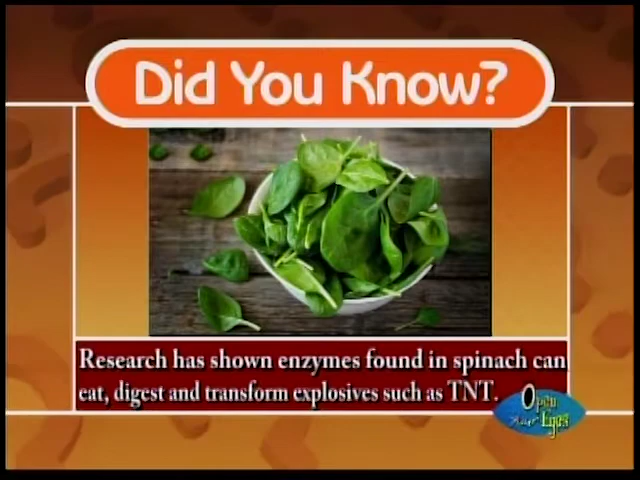 Did You Know?
Research has shown enzymes found in spinach can
eat, digest and transform explosives such as TNT.
Open
Your Eyes